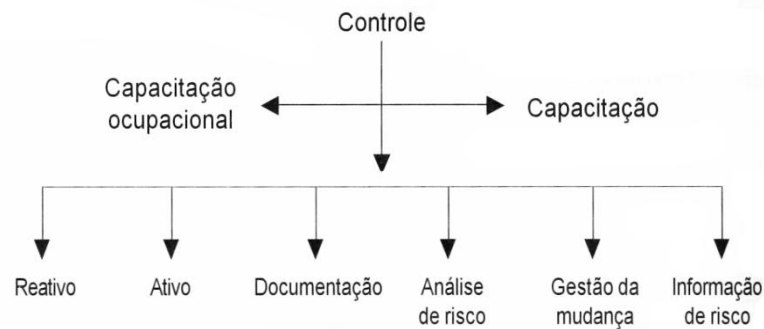 Controle
Capacitação
ocupacional
Capacitação
Reativo
Ativo
Documentação
Análise
de risco
Gestão da
mudança
Informação
de risco